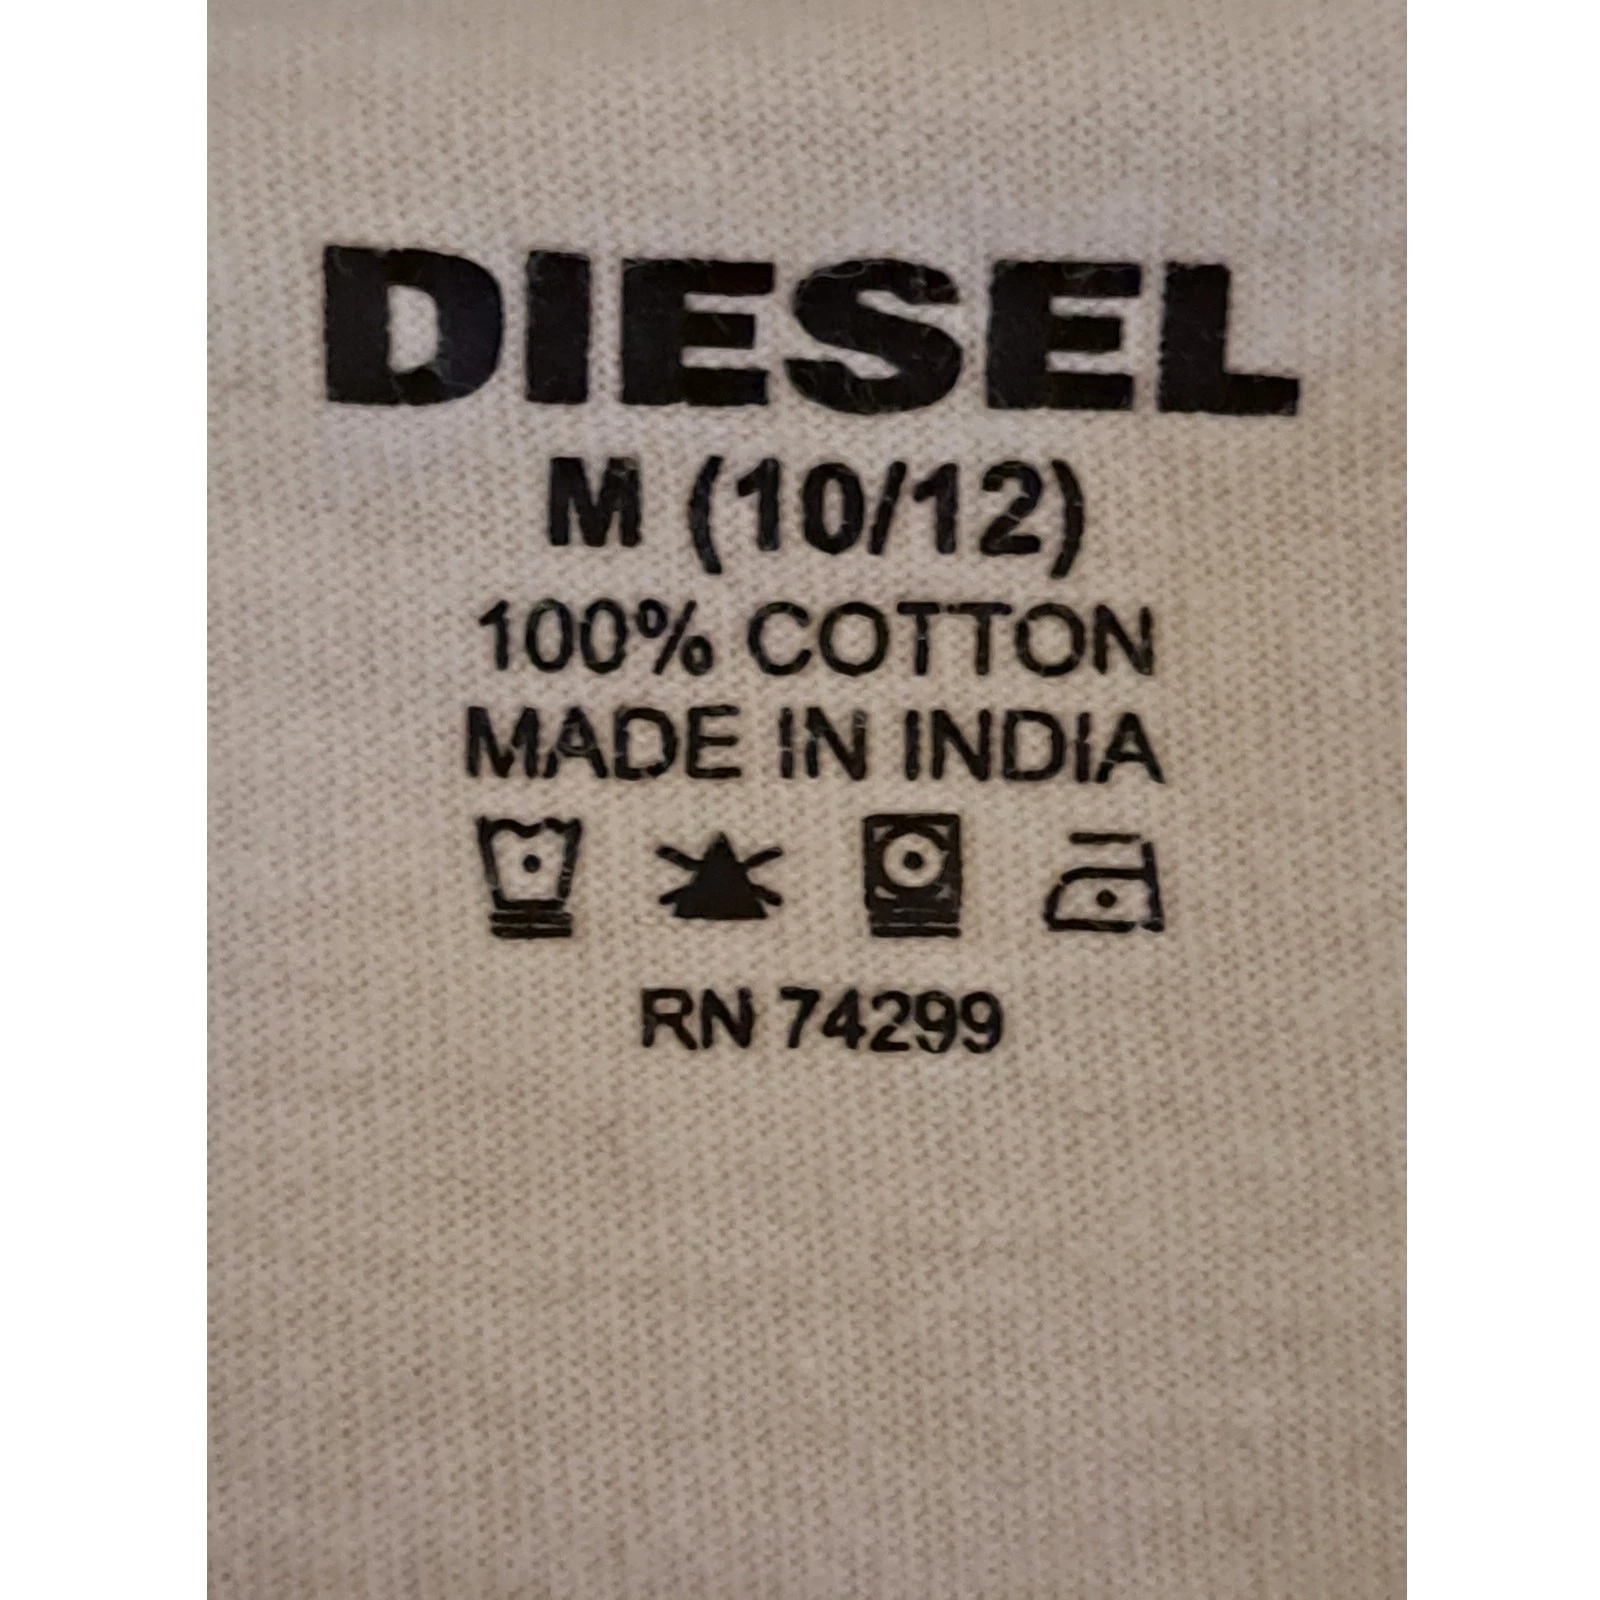 DIESEL
M (10/12)
100% COTTON
MADE IN INDIA
RN 74299